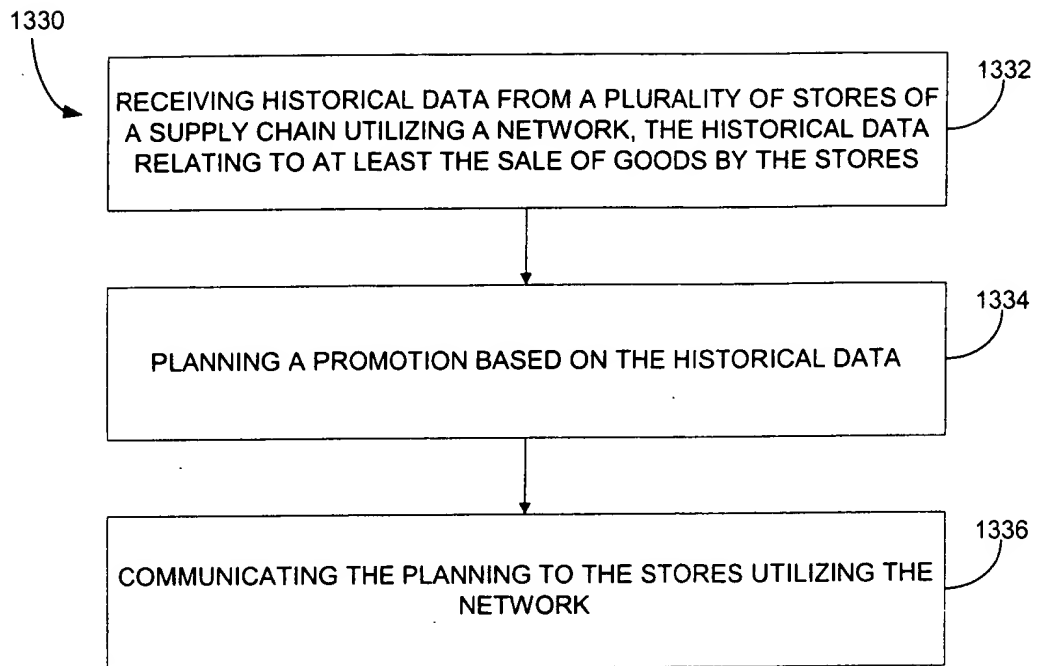 1330
1332
RECEIVING HISTORICAL DATA FROM A PLURALITY OF STORES OF
A SUPPLY CHAIN UTILIZING A NETWORK, THE HISTORICAL DATA
RELATING TO AT LEAST THE SALE OF GOODS BY THE STORES
1334
PLANNING A PROMOTION BASED ON THE HISTORICAL DATA
1336
COMMUNICATING THE PLANNING TO THE STORES UTILIZING THE
NETWORK